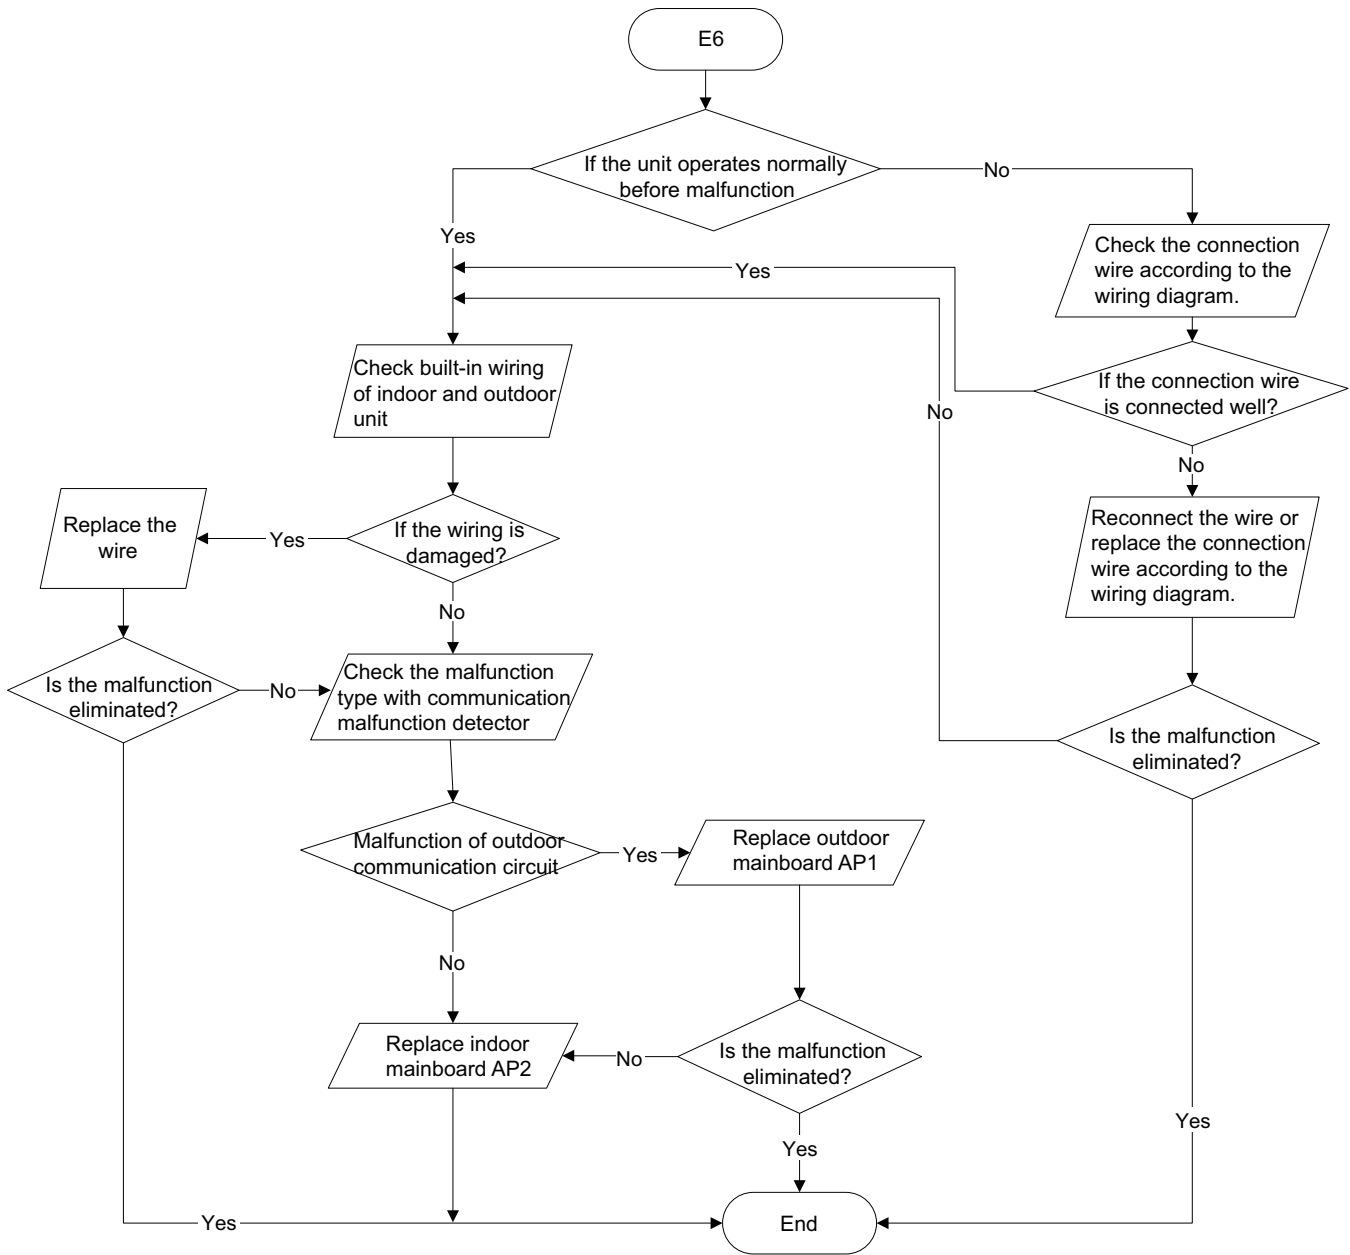 E6
If the unit operates normally
before malfunction
No
Yes
Check the connection
wire according to the
wiring diagram.
Yes
Check built-in wiring
of indoor and outdoor
unit
If the connection wire
is connected well?
No
No
Reconnect the wire or
replace the connection
wire according to the
wiring diagram.
Replace the
wire
Yes
If the wiring is
damaged?
No
Is the malfunction
eliminated?
No
Check the malfunction
type with communication
malfunction detector
Is the malfunction
eliminated?
Malfunction of outdoor
communication circuit
Yes
Replace outdoor
mainboard AP1
No
Replace indoor
mainboard AP2
No
Is the malfunction
eliminated?
Yes
Yes
Yes
End